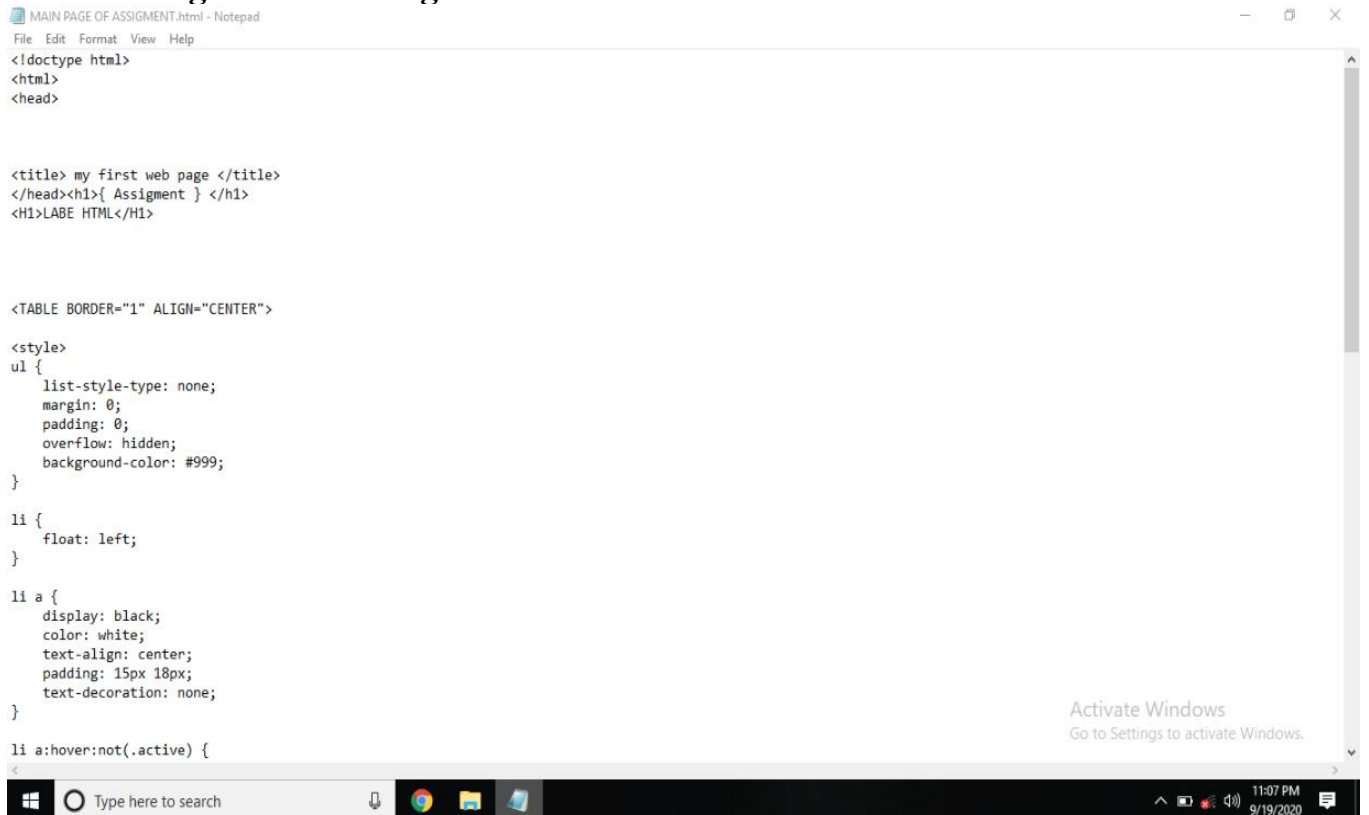 MAIN PAGE OF ASSIGMENT.html - Notepad
File Edit Format View Help
<!doctype html>
<html>
<head>
<title> my first web page </title>
</head><h1>{ Assigment } </h1>
<H1>LABE HTML</H1>
<TABLE BORDER="1" ALIGN="CENTER">
<style>
ul {
    list-style-type: none;
    margin: 0;
    padding: 0;
    overflow: hidden;
    background-color: #999;
}
li {
    float: left;
}
li a {
    display: black;
    color: white;
    text-align: center;
    padding: 15px 18px;
    text-decoration: none;
}
li a:hover:not(.active) {
Activate Windows
Go to Settings to activate Windows.
Type here to search
11:07 PM
9/19/2020